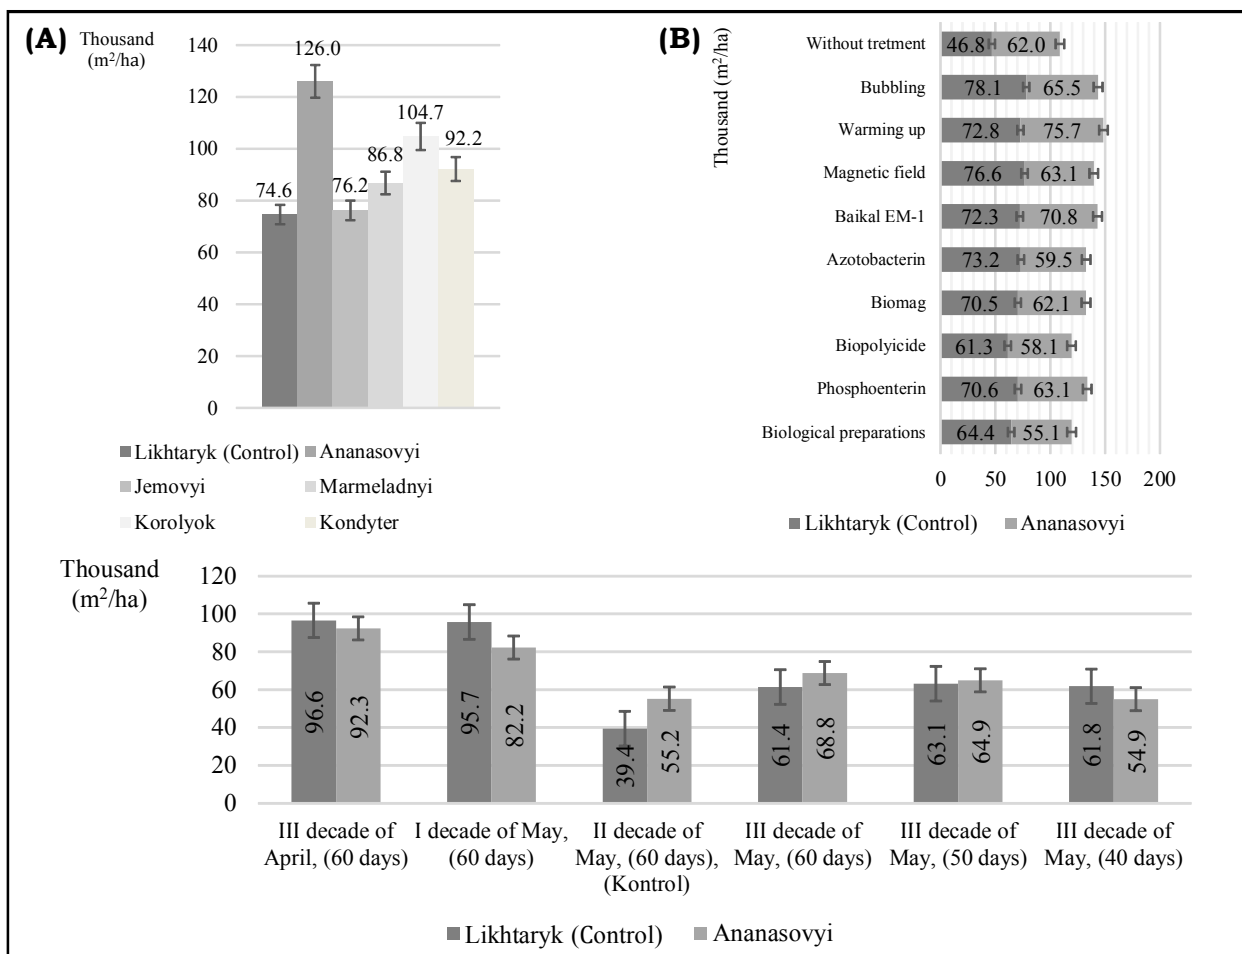 (A)
Thousand
(m²/ha)
140
120
100
80
60
40
20
0
74.6
126.0
76.2
86.8
104.7
92.2
Likhtaryk (Control)
Ananasovyi
Jemovyi
Marmeladnyi
Korolyok
Kondyter
(B)
Thousand (m²/ha)
Without tretment
46.8
62.0
Bubbling
78.1
65.5
Warming up
72.8
75.7
Magnetic field
76.6
63.1
Baikal EM-1
72.3
70.8
Azotobacterin
73.2
59.5
Biomag
70.5
62.1
Biopolyicide
61.3
58.1
Phosphoenterin
70.6
63.1
Biological preparations
64.4
55.1
0
50
100
150
200
Likhtaryk (Control)
Ananasovyi
Thousand
(m²/ha)
120
100
80
60
40
20
0
96.6
92.3
95.7
82.2
39.4
55.2
61.4
68.8
63.1
64.9
61.8
54.9
III decade of
April, (60 days)
I decade of May,
(60 days)
II decade of
May, (60 days),
(Kontrol)
III decade of
May, (60 days)
III decade of
May, (50 days)
III decade of
May, (40 days)
Likhtaryk (Control)
Ananasovyi